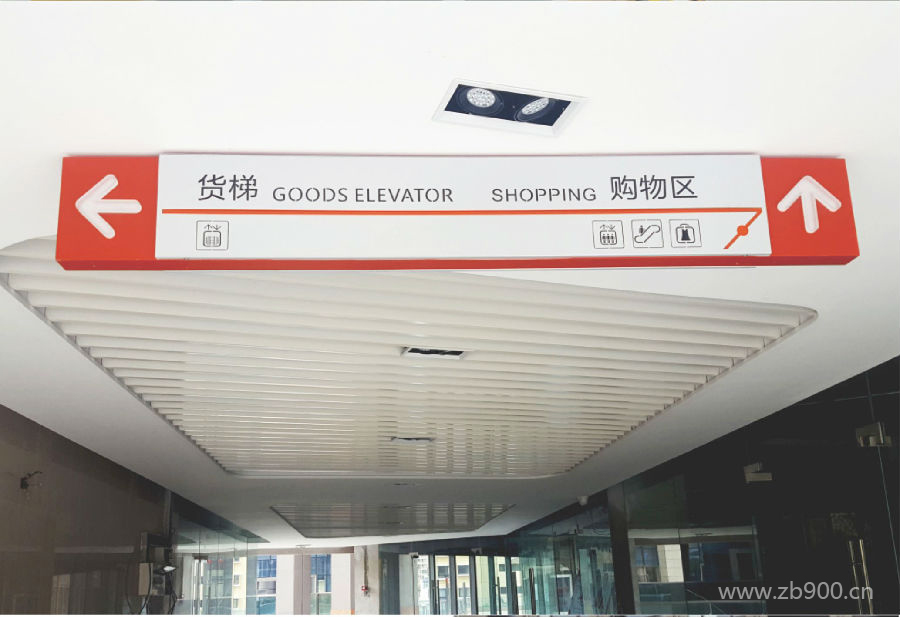 货梯 GOODS ELEVATOR SHOPPING 购物区
www.zb900.cn